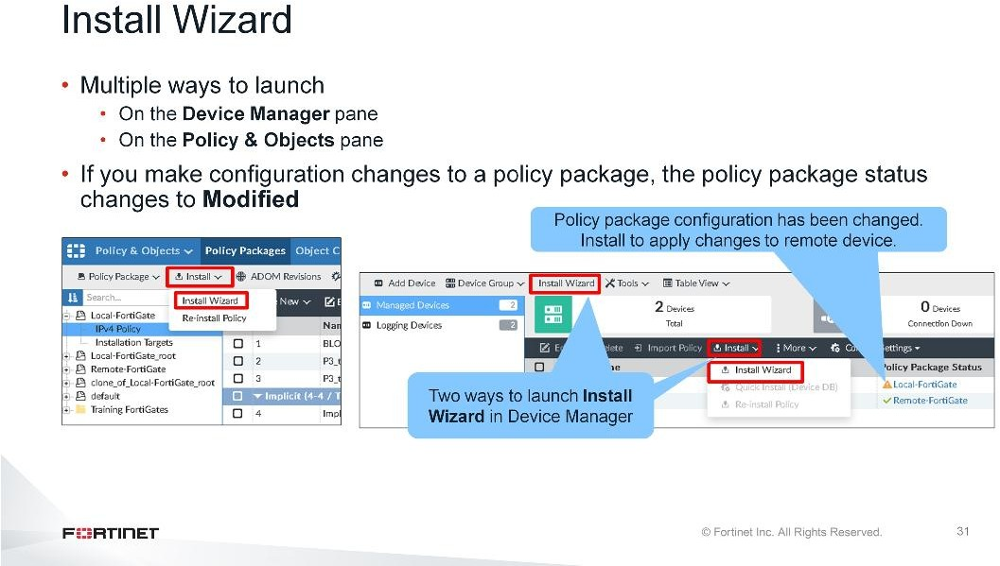 Install Wizard
• Multiple ways to launch
• On the Device Manager pane
• On the Policy & Objects pane
• If you make configuration changes to a policy package, the policy package status
changes to Modified
Policy package configuration has been changed.
Install to apply changes to remote device.
Policy & Objects
Policy Packages
Object C
Policy Package
Install
ADOM Revisions
Search...
Install Wizard
Re-install Policy
New
Local-FortiGate
IPv4 Policy
Installation Targets
Local-FortiGate_root
Remote-FortiGate
clone_of_Local-FortiGate_root
default
Training FortiGates
Nam
1 BLO
2 P3_t
3 P3_t
Implicit (4-4 / T
4 Impl
Add Device
Device Group
Install Wizard
Tools
Table View
Managed Devices 2
Logging Devices 2
2 Devices
Total
0 Devices
Connection Down
Import Policy
Install
More
Install Wizard
Quick Install (Device DB)
Re-install Policy
Policy Package Status
Local-FortiGate
Remote-FortiGate
Two ways to launch Install
Wizard in Device Manager
FORTINET
© Fortinet Inc. All Rights Reserved.
31